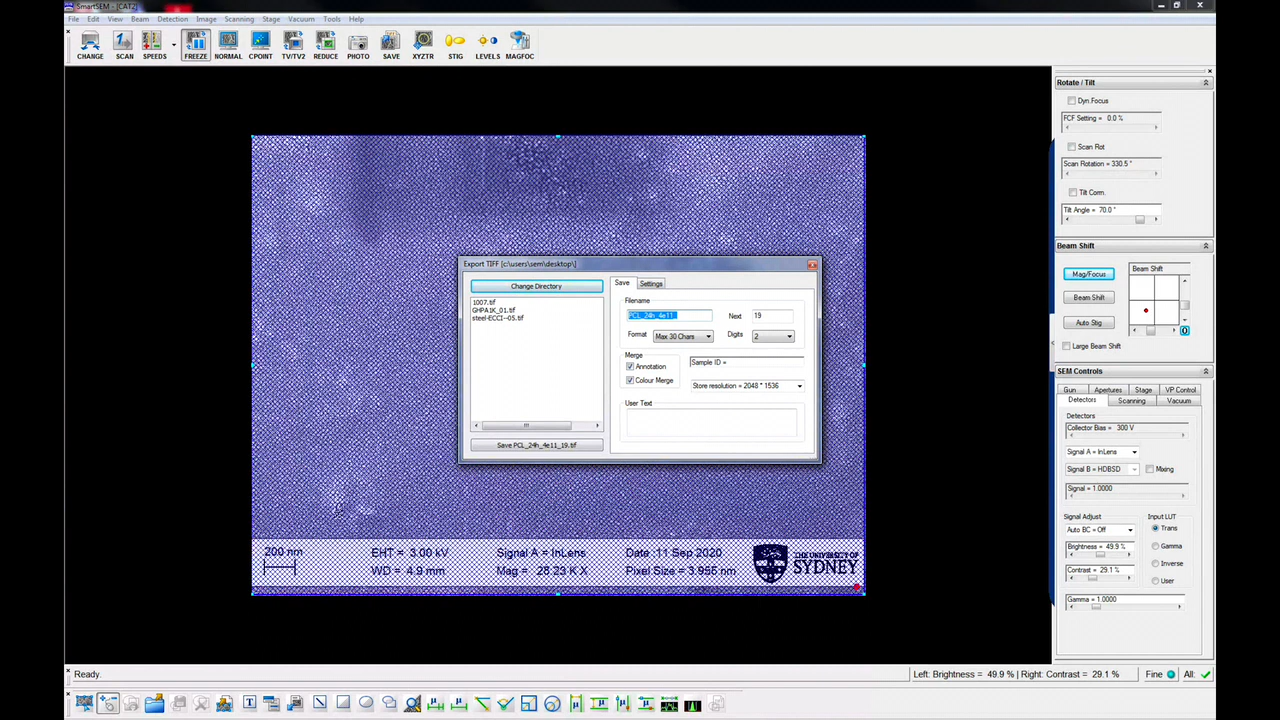 SmartSEM - [CAT2]
File Edit View Beam Detection Image Scanning Stage Vacuum Tools Help
CHANGE SCAN SPEEDS FREEZE NORMAL CPOINT TV/TV2 REDUCE PHOTO SAVE XYZTR STIG LEVELS MAGFOC
Export TIFF [c:\users\sem\desktop\]
Change Directory
1007.tif
GHPA1K_01.tif
steel-ECCI--05.tif
Save PCL_24h_4e11_19.tif
Save Settings
Filename
PCL_24h_4e11_ Next 19
Format Max 30 Chars Digits 2
Merge
Annotation
Colour Merge
Sample ID =
Store resolution = 2048 * 1536
User Text
200 nm
WD = 4.9 mm
Signal A = InLens
Mag = 28.23 K X
Date :11 Sep 2020
Pixel Size = 3.955 nm
THE UNIVERSITY OF
SYDNEY
Rotate / Tilt
Dyn.Focus
FCF Setting = 0.0 %
Scan Rot
Scan Rotation = 330.5 °
Tilt Corrn.
Tilt Angle = 70.0 °
Beam Shift
Mag/Focus
Beam Shift
Auto Stig
Beam Shift
Large Beam Shift
SEM Controls
Gun Apertures Stage VP Control
Detectors Scanning Vacuum
Detectors
Collector Bias = 300 V
Signal A = InLens
Signal B = HDBSD Mixing
Signal = 1.0000
Signal Adjust Input LUT
Auto BC = Off Trans
Brightness = 49.9 % Gamma
Contrast = 29.1 % Inverse
User
Gamma = 1.0000
Ready.
Left: Brightness = 49.9 % | Right: Contrast = 29.1 % Fine All: